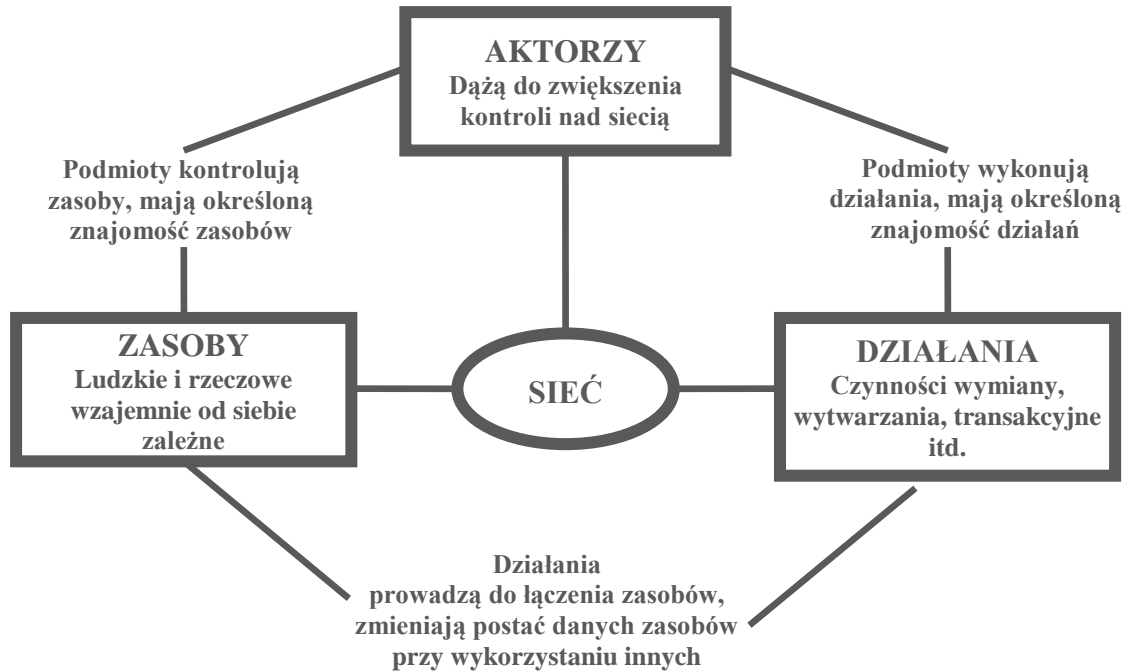 AKTORZY
Dążą do zwiększenia
kontroli nad siecią
Podmioty kontrolują
zasoby, mają określoną
znajomość zasobów
Podmioty wykonują
działania, mają określoną
znajomość działań
ZASOBY
Ludzkie i rzeczowe
wzajemnie od siebie
zależne
SIEĆ
DZIAŁANIA
Czynności wymiany,
wytwarzania, transakcyjne
itd.
Działania
prowadzą do łączenia zasobów,
zmieniają postać danych zasobów
przy wykorzystaniu innych